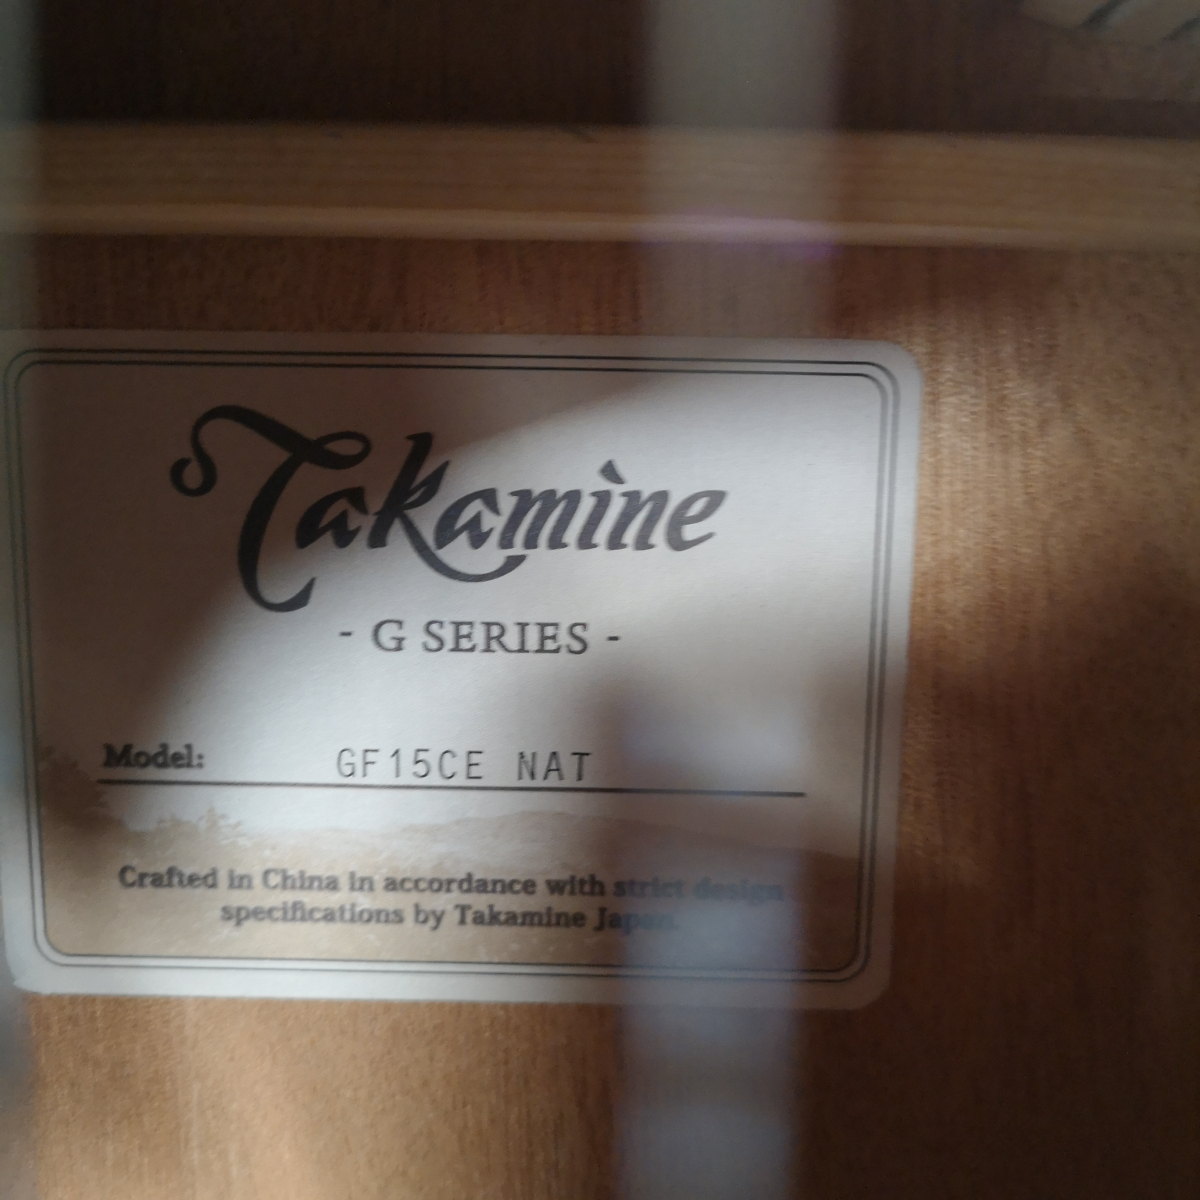 Takamine
- G SERIES -
Model: GF15CE NAT
Crafted in China in accordance with strict design
specifications by Takamine Japan.